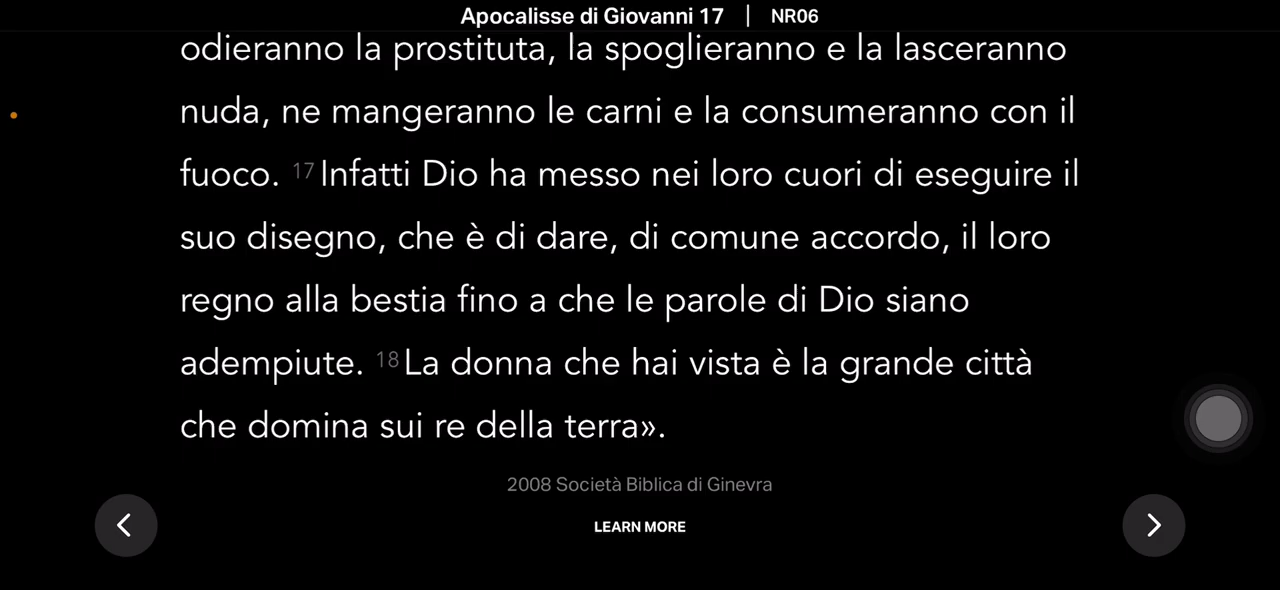 Apocalisse di Giovanni 17 | NR06
odieranno la prostituta, la spoglieranno e la lasceranno
nuda, ne mangeranno le carni e la consumeranno con il
fuoco. 17 Infatti Dio ha messo nei loro cuori di eseguire il
suo disegno, che è di dare, di comune accordo, il loro
regno alla bestia fino a che le parole di Dio siano
adempiute. 18 La donna che hai vista è la grande città
che domina sui re della terra».
2008 Società Biblica di Ginevra
LEARN MORE